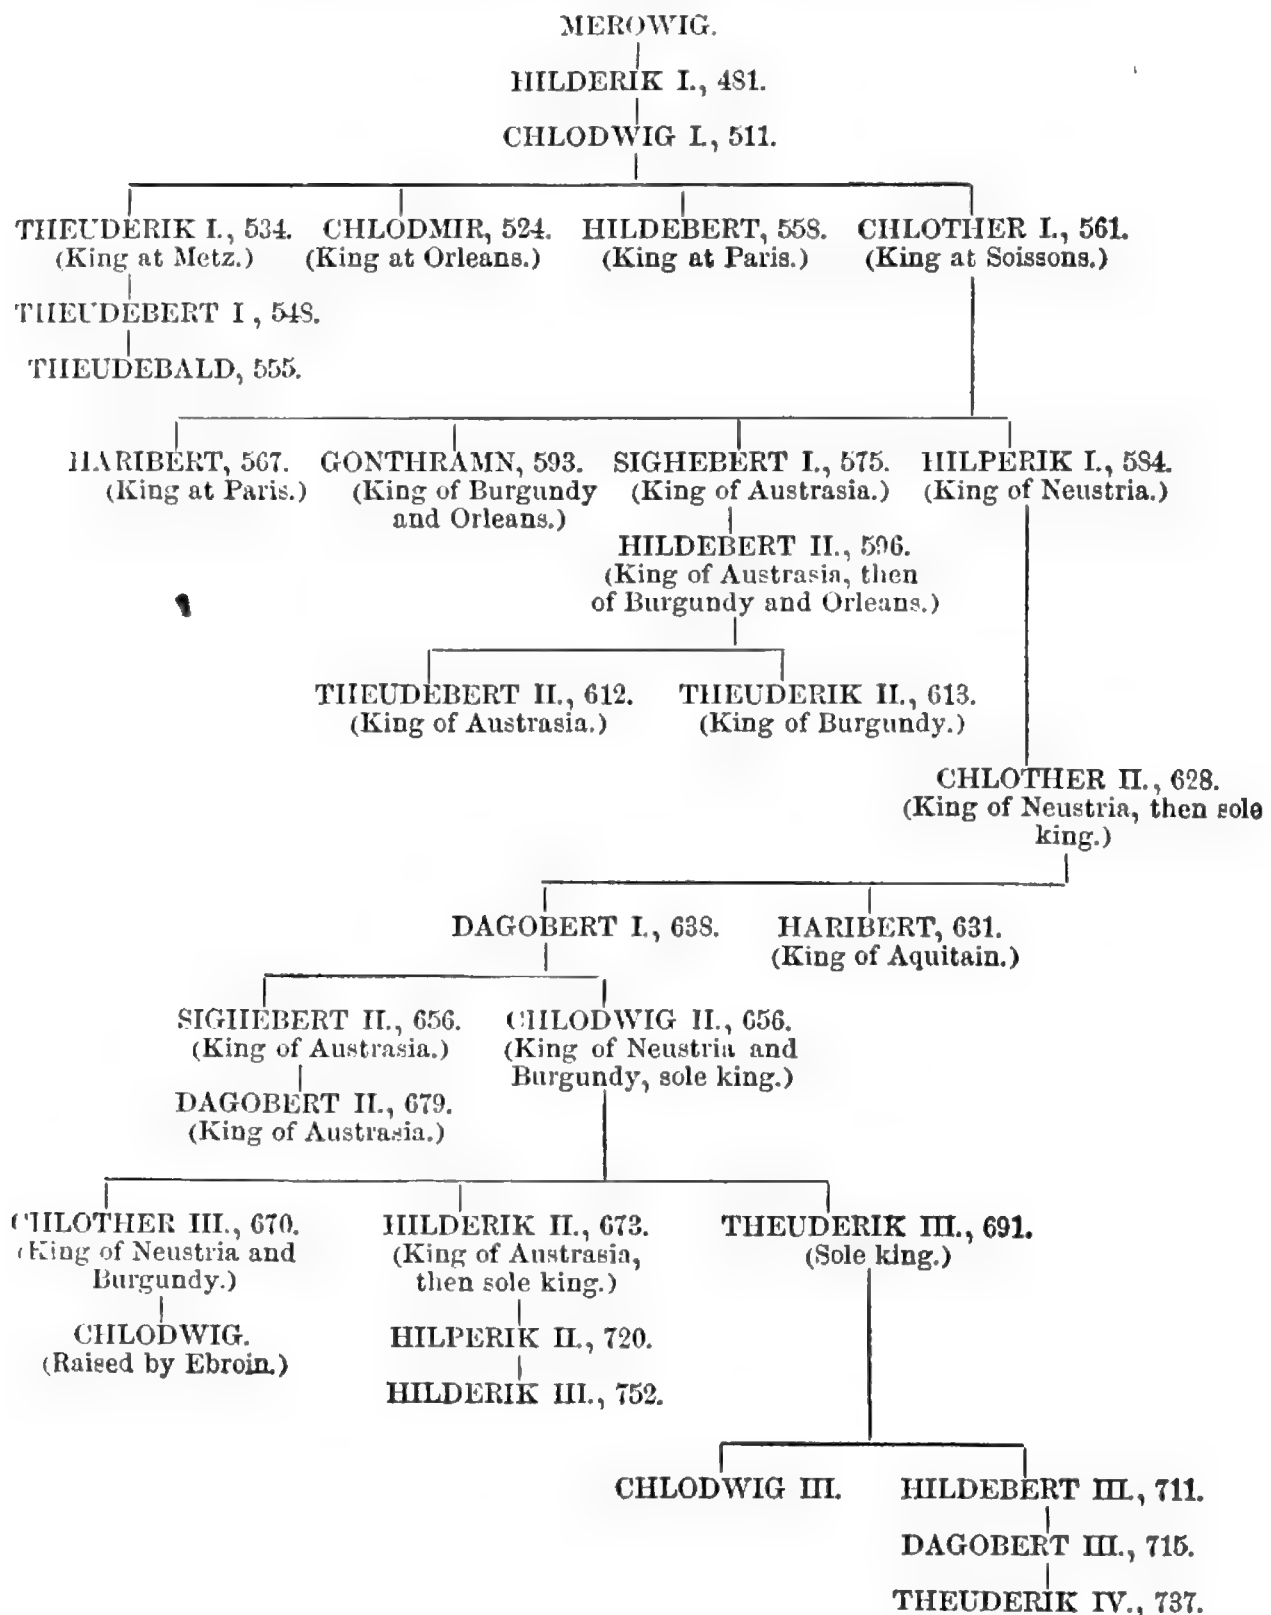 MEROWIG.
HILDERIK I., 481.
CHLODWIG I., 511.
THEUDERIK I., 534. CHLODMIR, 524. HILDEBERT, 558. CHLOTHER I., 561.
(King at Metz.) (King at Orleans.) (King at Paris.) (King at Soissons.)
THEUDEBERT I , 548.
THEUDEBALD, 555.
HARIBERT, 567. GONTHRAMN, 593. SIGHEBERT I., 575. HILPERIK I., 584.
(King at Paris.) (King of Burgundy (King of Austrasia.) (King of Neustria.)
and Orleans.)
HILDEBERT II., 596.
(King of Austrasia, then
of Burgundy and Orleans.)
THEUDEBERT II., 612. THEUDERIK II., 613.
(King of Austrasia.) (King of Burgundy.)
CHLOTHER II., 628.
(King of Neustria, then sole
king.)
DAGOBERT I., 638. HARIBERT, 631.
(King of Aquitain.)
SIGHEBERT II., 656. CHLODWIG II., 656.
(King of Austrasia.) (King of Neustria and
Burgundy, sole king.)
DAGOBERT II., 679.
(King of Austrasia.)
CHLOTHER III., 670. HILDERIK II., 673. THEUDERIK III., 691.
(King of Neustria and (King of Austrasia, (Sole king.)
Burgundy.) then sole king.)
CHLODWIG. HILPERIK II., 720.
(Raised by Ebroin.)
HILDERIK III., 752.
CHLODWIG III. HILDEBERT III., 711.
DAGOBERT III., 715.
THEUDERIK IV., 737.